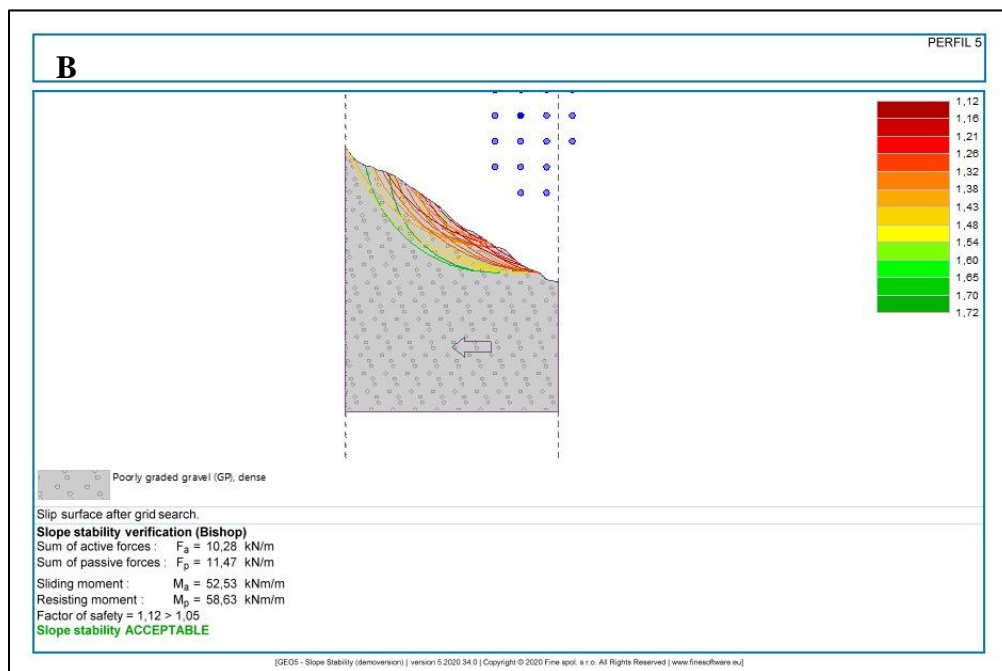 PERFIL 5
B
1,12
1,16
1,21
1,26
1,32
1,38
1,43
1,48
1,54
1,60
1,65
1,70
1,72
Poorly graded gravel (GP), dense
Slip surface after grid search.
Slope stability verification (Bishop)
Sum of active forces : Fa = 10,28 kN/m
Sum of passive forces : Fp = 11,47 kN/m
Sliding moment : Ma = 52,53 kNm/m
Resisting moment : Mp = 58,63 kNm/m
Factor of safety = 1,12 > 1,05
Slope stability ACCEPTABLE
[GEO5 - Slope Stability (demoversion) | version 5.2020.34.0 | Copyright © 2020 Fine spol. s r.o. All Rights Reserved | www.finesoftware.eu]